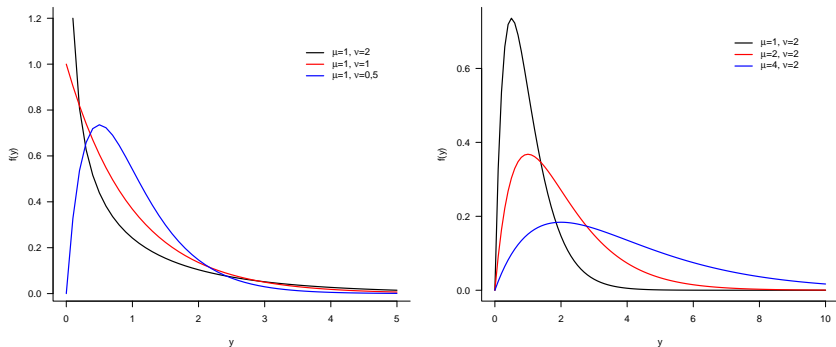 1.2
1.0
0.8
0.6
0.4
0.2
0.0
f(y)
μ=1, ν=2
μ=1, ν=1
μ=1, ν=0,5
0 1 2 3 4 5
y
0.6
0.4
0.2
0.0
f(y)
μ=1, ν=2
μ=2, ν=2
μ=4, ν=2
0 2 4 6 8 10
y